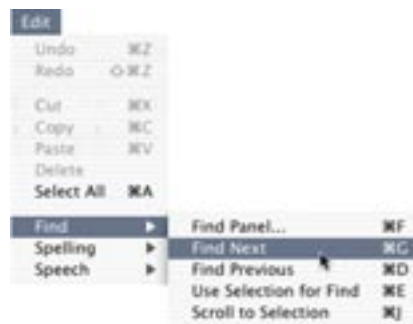 Edit
Undo ⌘Z
Redo ⇧⌘Z
Cut ⌘X
Copy ⌘C
Paste ⌘V
Delete
Select All ⌘A
Find ▶
Spelling ▶
Speech ▶
Find Panel... ⌘F
Find Next ⌘G
Find Previous ⌘D
Use Selection for Find ⌘E
Scroll to Selection ⌘J